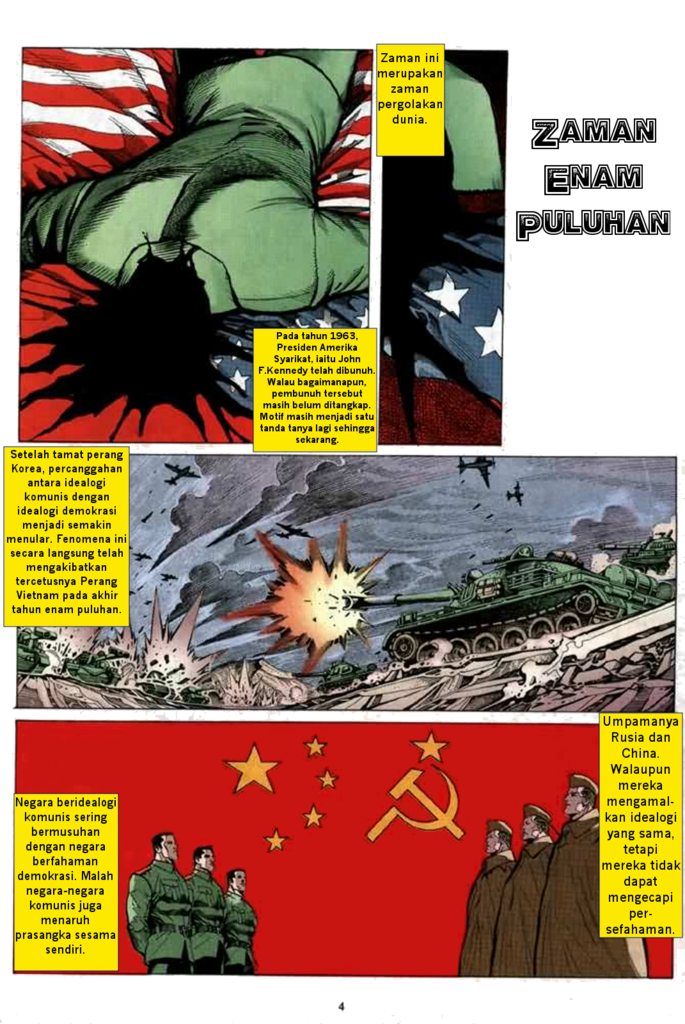 Zaman ini
merupakan
zaman
pergolakan
dunia.
ZAMAN
ENAM
PULUHAN
Pada tahun 1963,
Presiden Amerika
Syarikat, iaitu John
F.Kennedy telah dibunuh.
Walau bagaimanapun,
pembunuh tersebut
masih belum ditangkap.
Motif masih menjadi satu
tanda tanya lagi sehingga
sekarang.
Setelah tamat perang
Korea, percanggahan
antara idealogi
komunis dengan
idealogi demokrasi
menjadi semakin
menular. Fenomena ini
secara langsung telah
mengakibatkan
tercetusnya Perang
Vietnam pada akhir
tahun enam puluhan.
Umpamanya
Rusia dan
China.
Walaupun
mereka
mengamal-
kan idealogi
yang sama,
tetapi
mereka tidak
dapat
mengecapi
per-
sefahaman.
Negara beridealogi
komunis sering
bermusuhan
dengan negara
berfahaman
demokrasi. Malah
negara-negara
komunis juga
menaruh
prasangka sesama
sendiri.
4